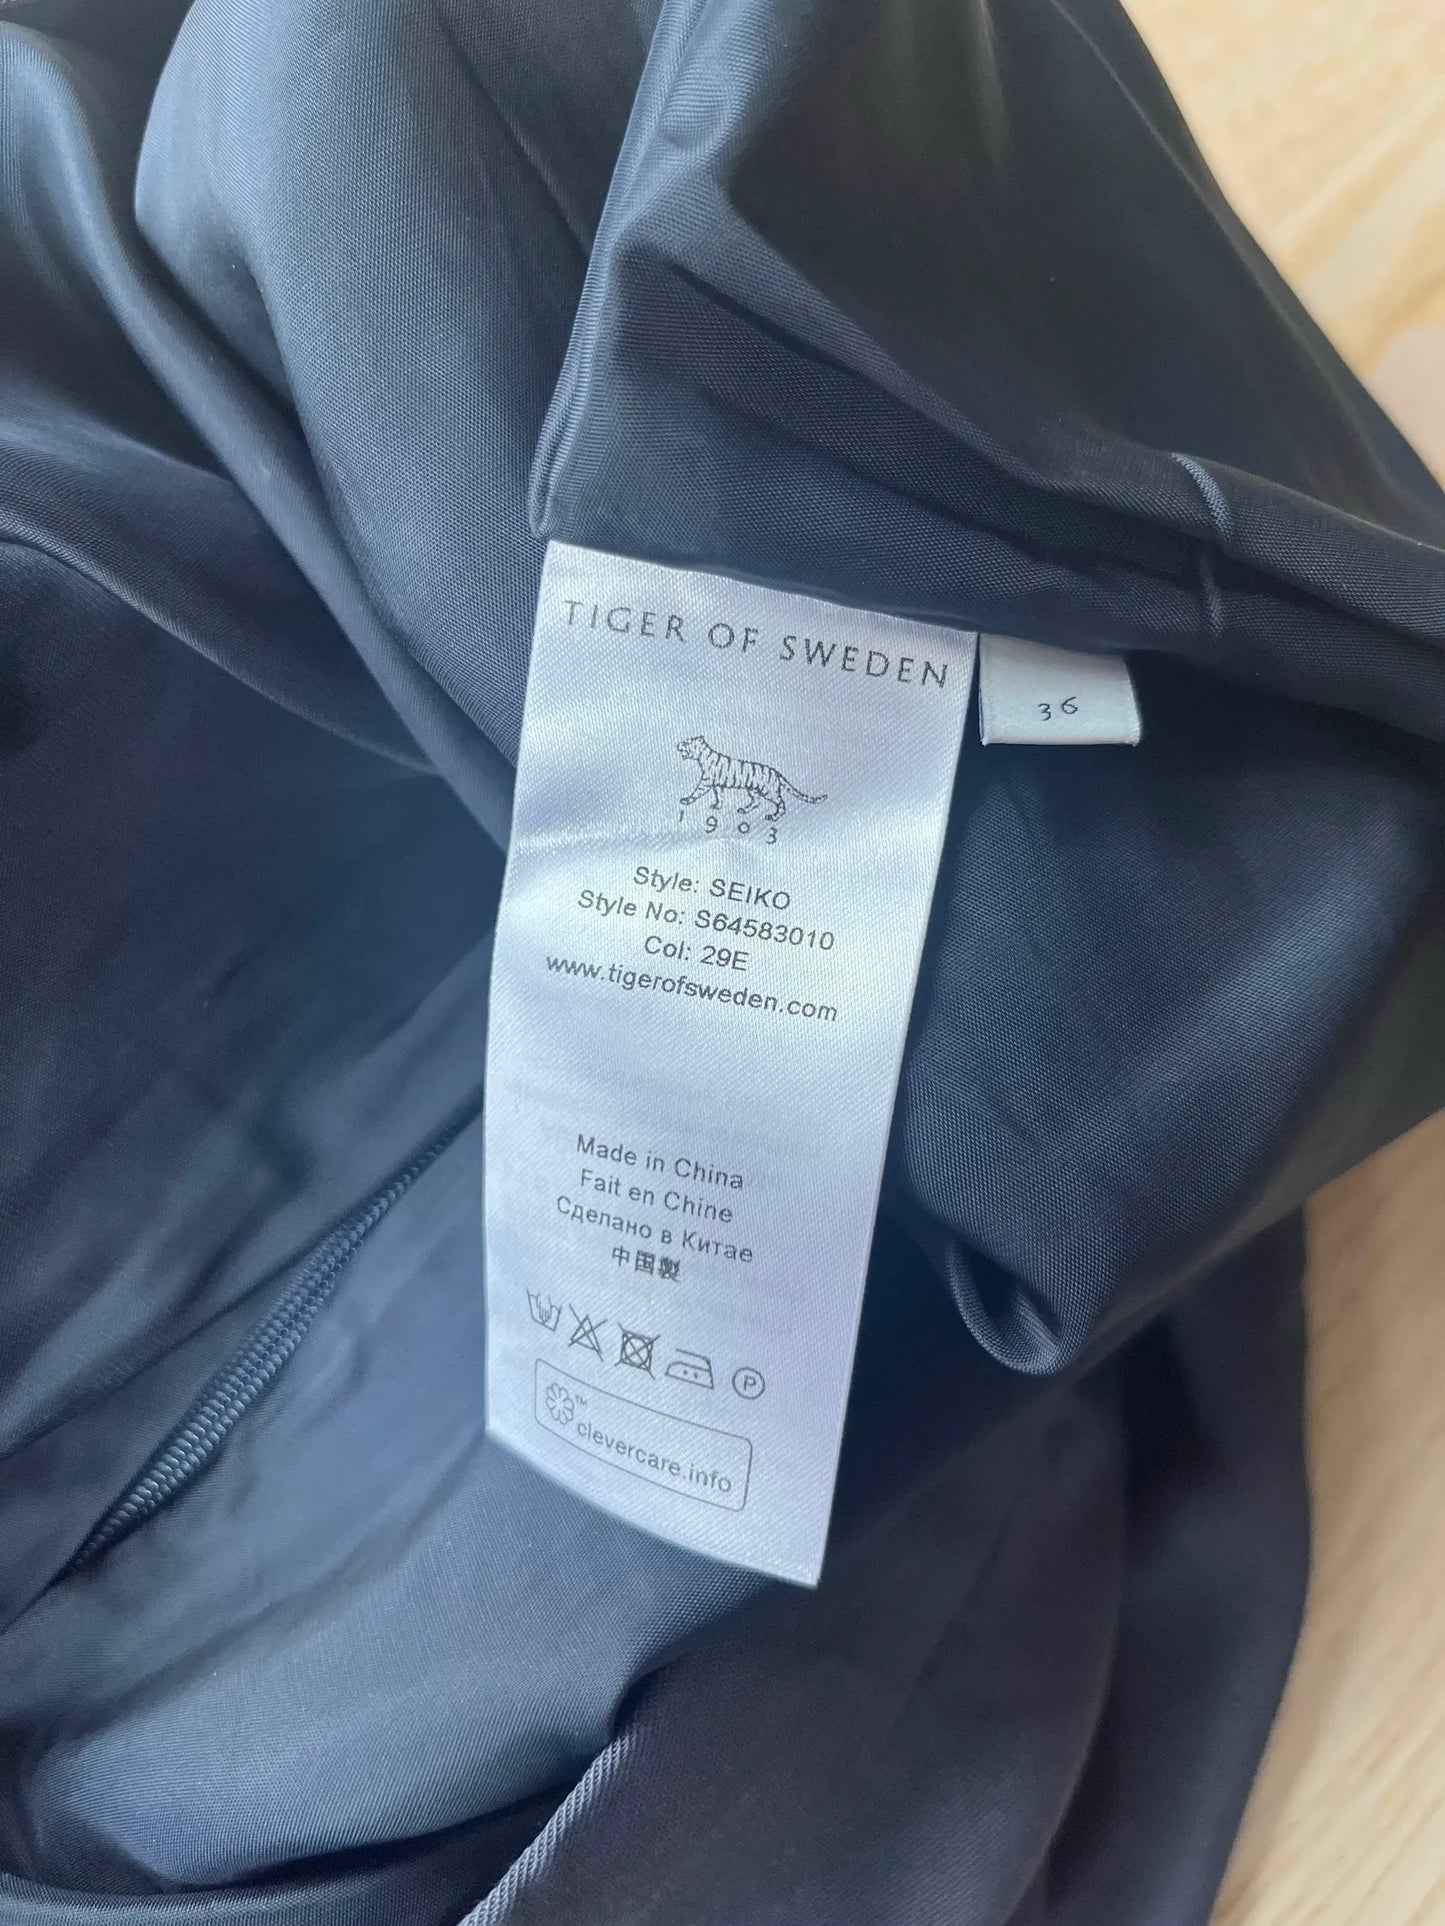 TIGER OF SWEDEN
36
1903
Style: SEIKO
Style No: S64583010
Col: 29E
www.tigerofsweden.com
Made in China
Fait en Chine
Сделано в Китае
中国製
P
™
clevercare.info